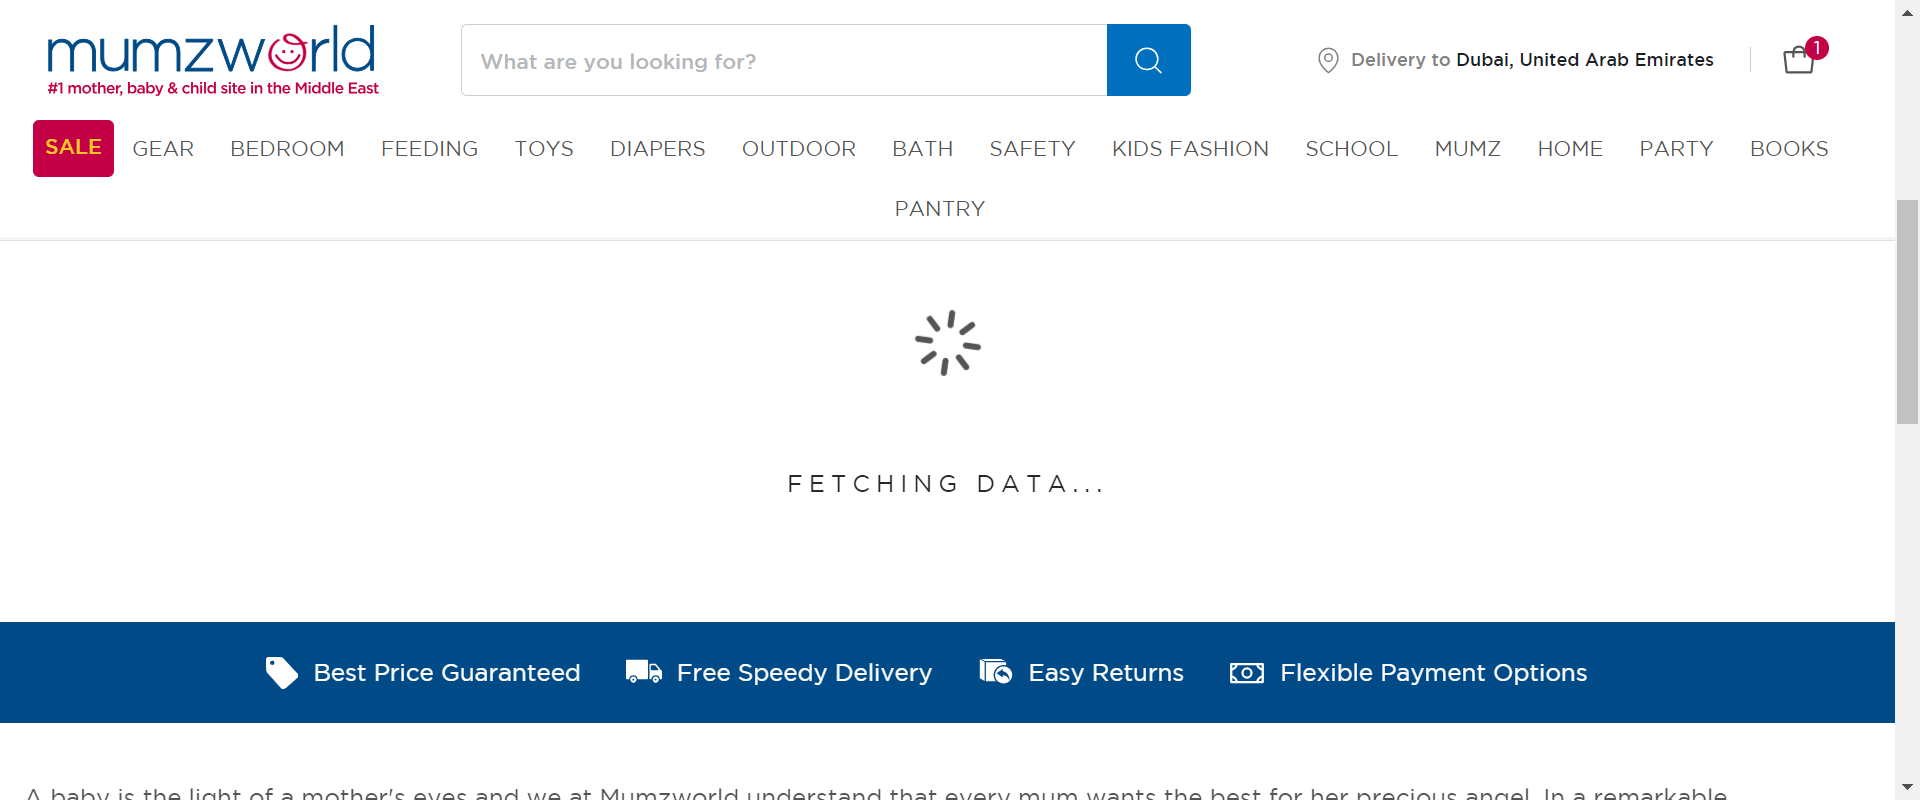 mumzworld
#1 mother, baby & child site in the Middle East
What are you looking for?
Delivery to Dubai, United Arab Emirates
1
SALE GEAR BEDROOM FEEDING TOYS DIAPERS OUTDOOR BATH SAFETY KIDS FASHION SCHOOL MUMZ HOME PARTY BOOKS
PANTRY
FETCHING DATA...
Best Price Guaranteed Free Speedy Delivery Easy Returns Flexible Payment Options
A baby is the light of a mother's eyes and we at Mumzworld understand that every mum wants the best for her precious angel. In a remarkable